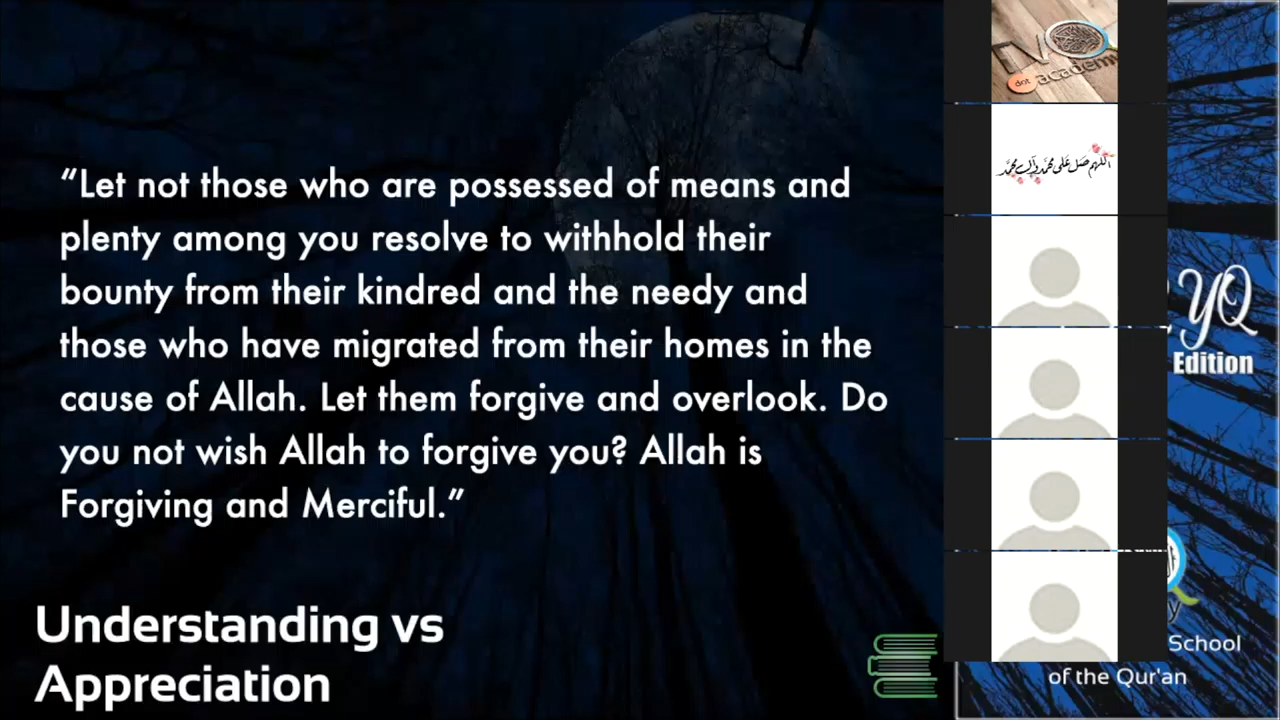 “Let not those who are possessed of means and
plenty among you resolve to withhold their
bounty from their kindred and the needy and
those who have migrated from their homes in the
cause of Allah. Let them forgive and overlook. Do
you not wish Allah to forgive you? Allah is
Forgiving and Merciful.”
Understanding vs
Appreciation
dot
academy
اللهم صل على محمد وآل محمد
YQ
Edition
School
of the Qur'an